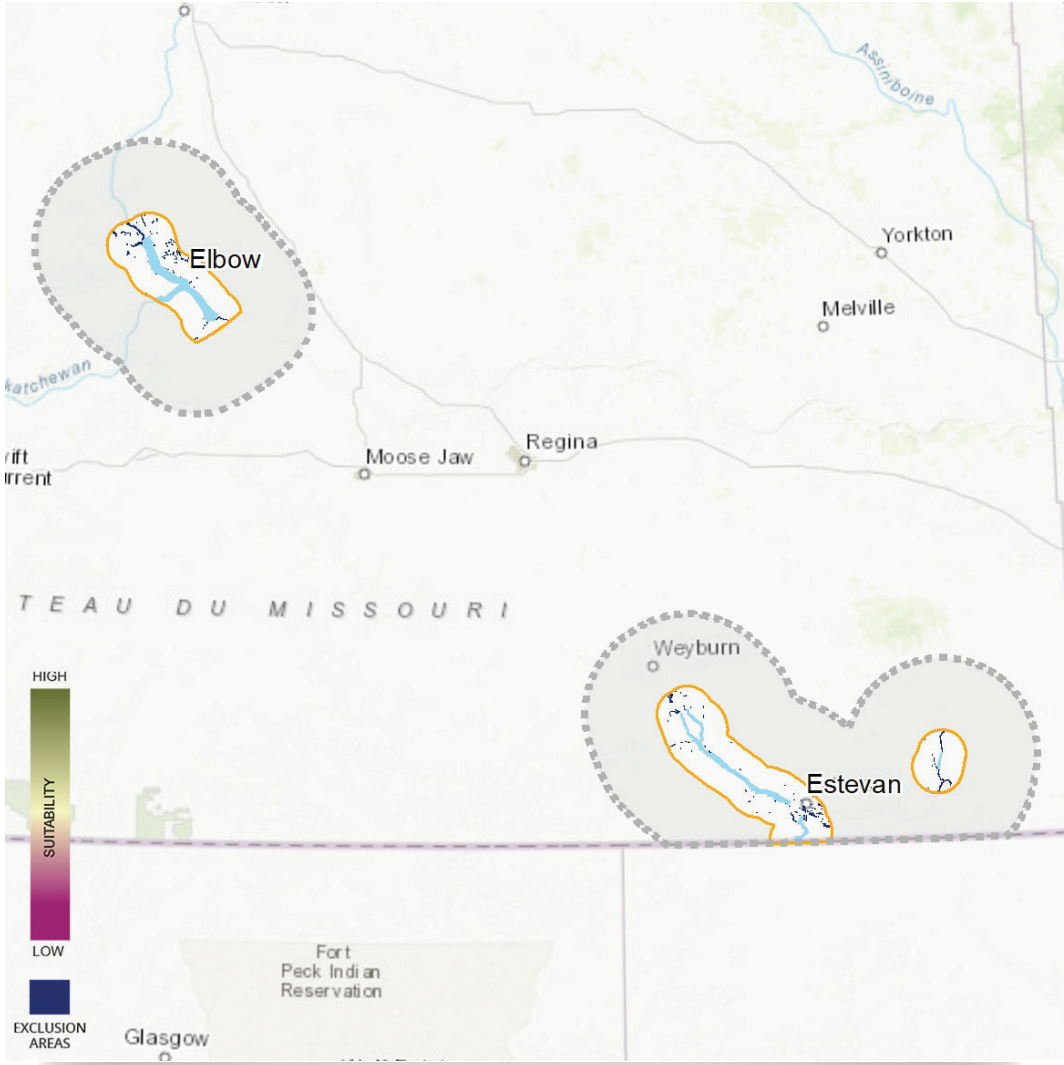 Assiniboine
Yorkton
Elbow
Melville
katchewan
Regina
Moose Jaw
ift
urrent
TEAU DU MISSOURI
Weyburn
HIGH
SUITABILITY
LOW
Estevan
Fort
Peck Indian
Reservation
EXCLUSION
AREAS
Glasgow